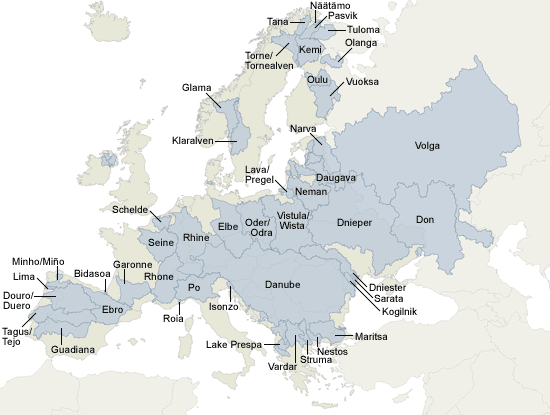 Näätämo
Tana
Pasvik
Tuloma
Olanga
Torne/
Tornealven
Kemi
Oulu
Vuoksa
Glama
Klaralven
Narva
Volga
Lava/
Pregel
Daugava
Neman
Schelde
Elbe
Oder/
Odra
Vistula/
Wista
Dnieper
Don
Seine
Rhine
Minho/Miño
Garonne
Bidasoa
Lima
Rhone
Po
Danube
Dniester
Sarata
Kogilnik
Douro/
Duero
Ebro
Roia
Isonzo
Tagus/
Tejo
Guadiana
Lake Prespa
Maritsa
Nestos
Struma
Vardar